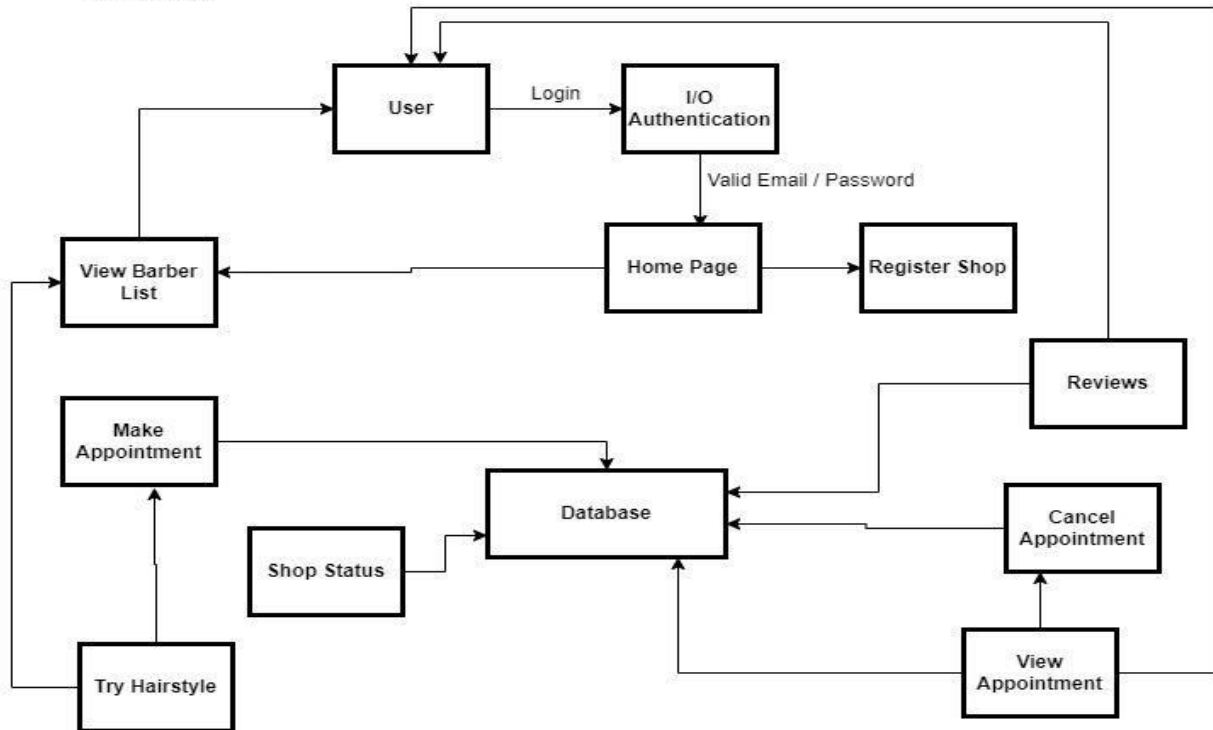 User
Login
I/O
Authentication
Valid Email / Password
View Barber
List
Home Page
Register Shop
Reviews
Make
Appointment
Database
Cancel
Appointment
Shop Status
Try Hairstyle
View
Appointment